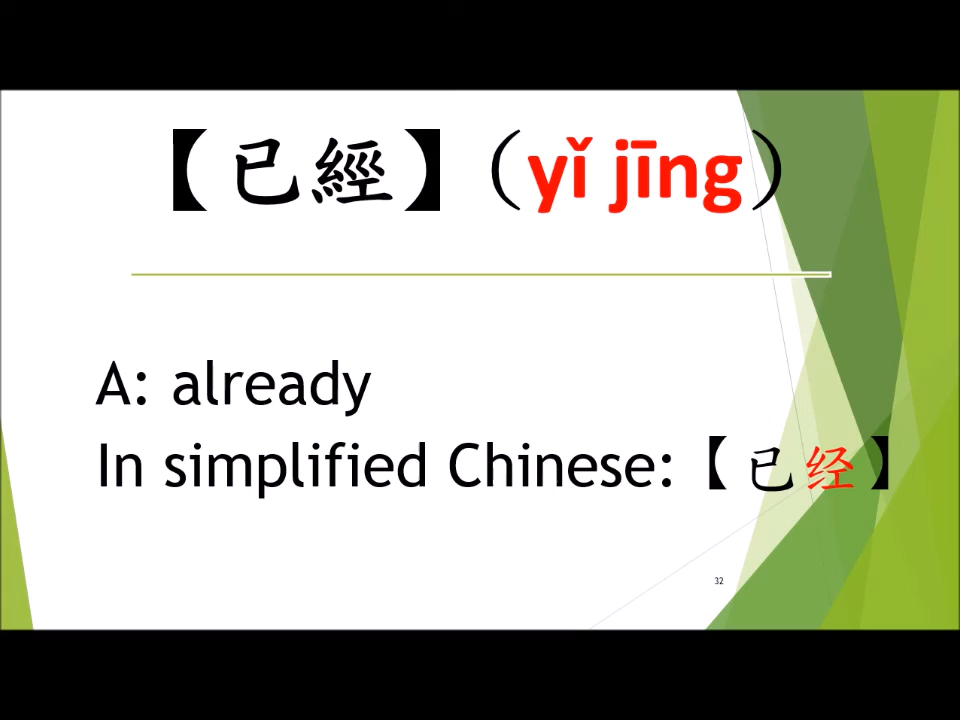 【已經】（yǐ jīng）
A: already
In simplified Chinese:【已经】
32